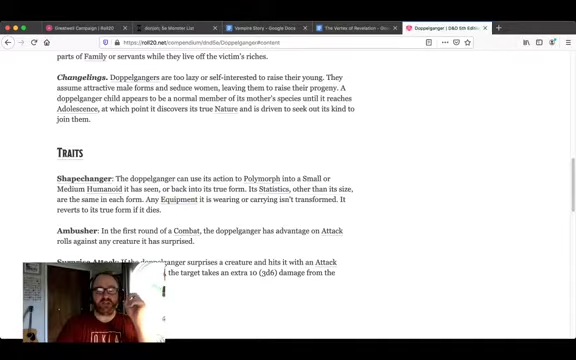 Greatwell Campaign | Roll20
donjon; 5e Monster List
Vemairs Story - Google Docs
The Vortex of Revelation -
Doppelganger | D&D 5th Edition
https://roll20.net/compendium/dnd5e/Doppelganger#content
parts of Family or servants while they live off the victim's riches.
Changelings. Doppelgangers are too lazy or self-interested to raise their young. They
assume attractive male forms and seduce women, leaving them to raise their progeny. A
doppelganger child appears to be a normal member of its mother's species until it reaches
Adolescence, at which point it discovers its true Nature and is driven to seek out its kind to
join them.
TRAITS
Shapechanger: The doppelganger can use its action to Polymorph into a Small or
Medium Humanoid it has seen, or back into its true form. Its Statistics, other than its size,
are the same in each form. Any Equipment it is wearing or carrying isn't transformed. It
reverts to its true form if it dies.
Ambusher: In the first round of a Combat, the doppelganger has advantage on Attack
rolls against any creature it has surprised.
Surprise Attack: If the doppelganger surprises a creature and hits it with an Attack
, the target takes an extra 10 (3d6) damage from the
OKLA